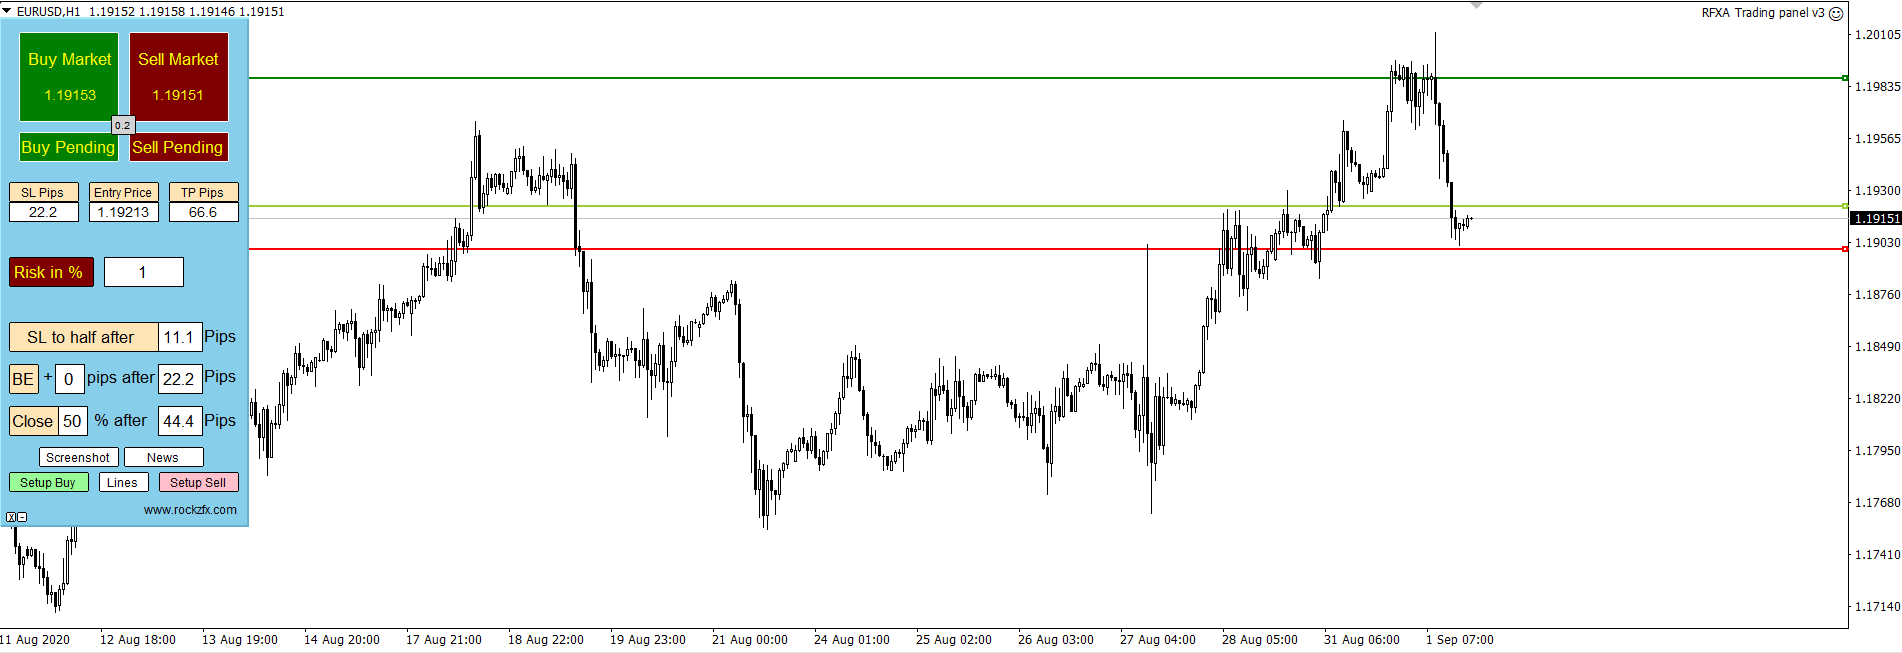 EURUSD,H1 1.19152 1.19158 1.19146 1.19151
RFXA Trading panel v3
Buy Market
1.19153
Sell Market
1.19151
0.2
Buy Pending
Sell Pending
SL Pips
Entry Price
TP Pips
22.2
1.19213
66.6
Risk in %
1
SL to half after 11.1 Pips
BE + 0 pips after 22.2 Pips
Close 50 % after 44.4 Pips
Screenshot
News
Setup Buy
Lines
Setup Sell
www.rockzfx.com
X
1.20105
1.19835
1.19565
1.19300
1.19151
1.19030
1.18760
1.18490
1.18220
1.17950
1.17680
1.17410
1.17140
11 Aug 2020
12 Aug 18:00
13 Aug 19:00
14 Aug 20:00
17 Aug 21:00
18 Aug 22:00
19 Aug 23:00
21 Aug 00:00
24 Aug 01:00
25 Aug 02:00
26 Aug 03:00
27 Aug 04:00
28 Aug 05:00
31 Aug 06:00
1 Sep 07:00